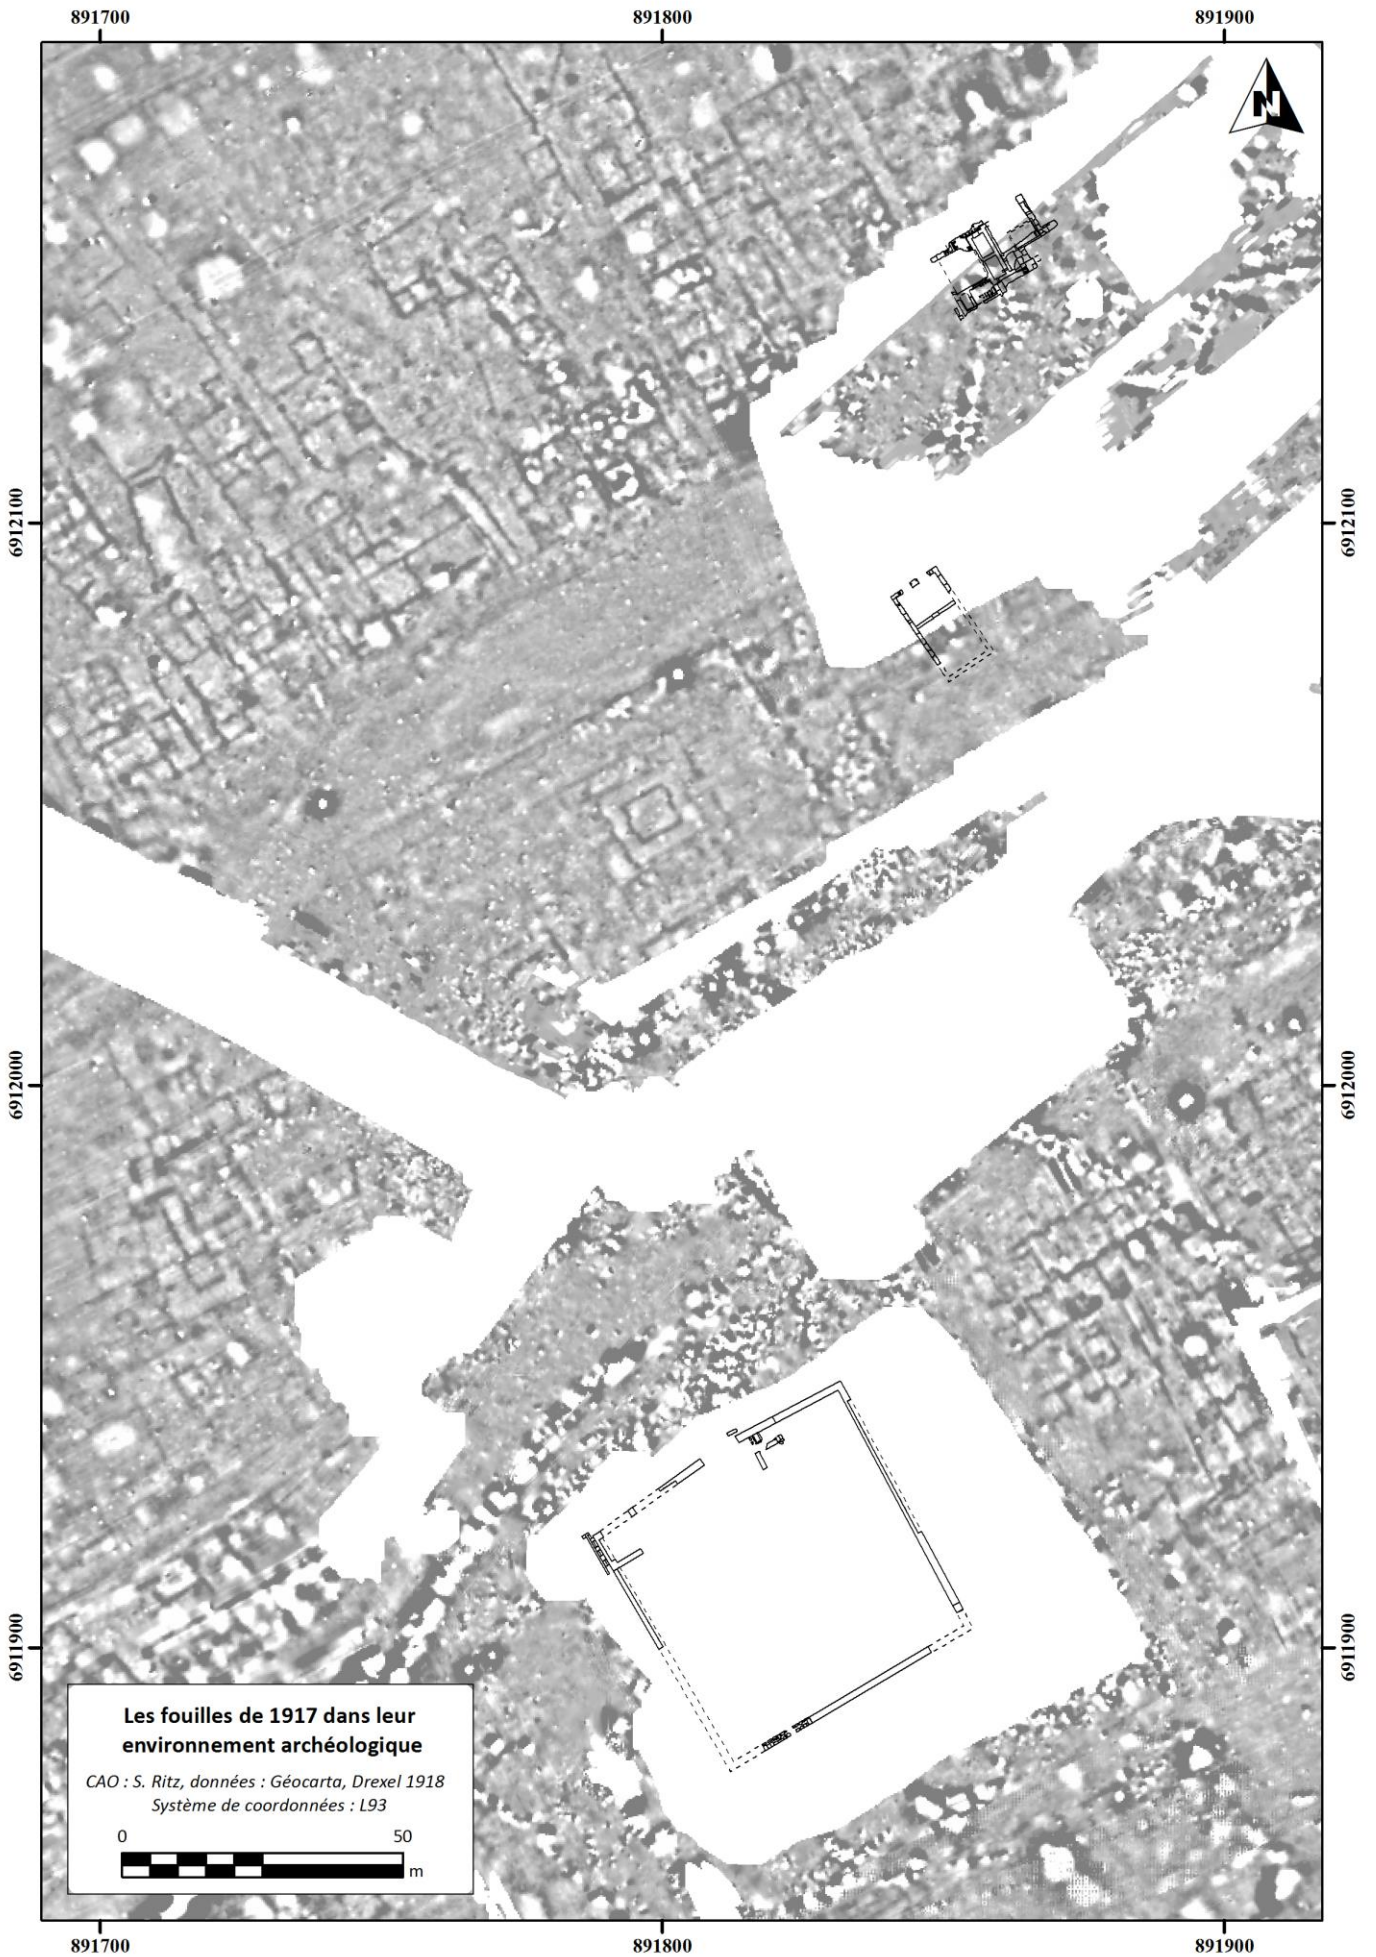 891700 891800 891900
N
6912100 6912100
6912000 6912000
6911900 6911900
Les fouilles de 1917 dans leur
environnement archéologique
CAO : S. Ritz, données : Géocarta, Drexel 1918
Système de coordonnées : L93
0 50
m
891700 891800 891900